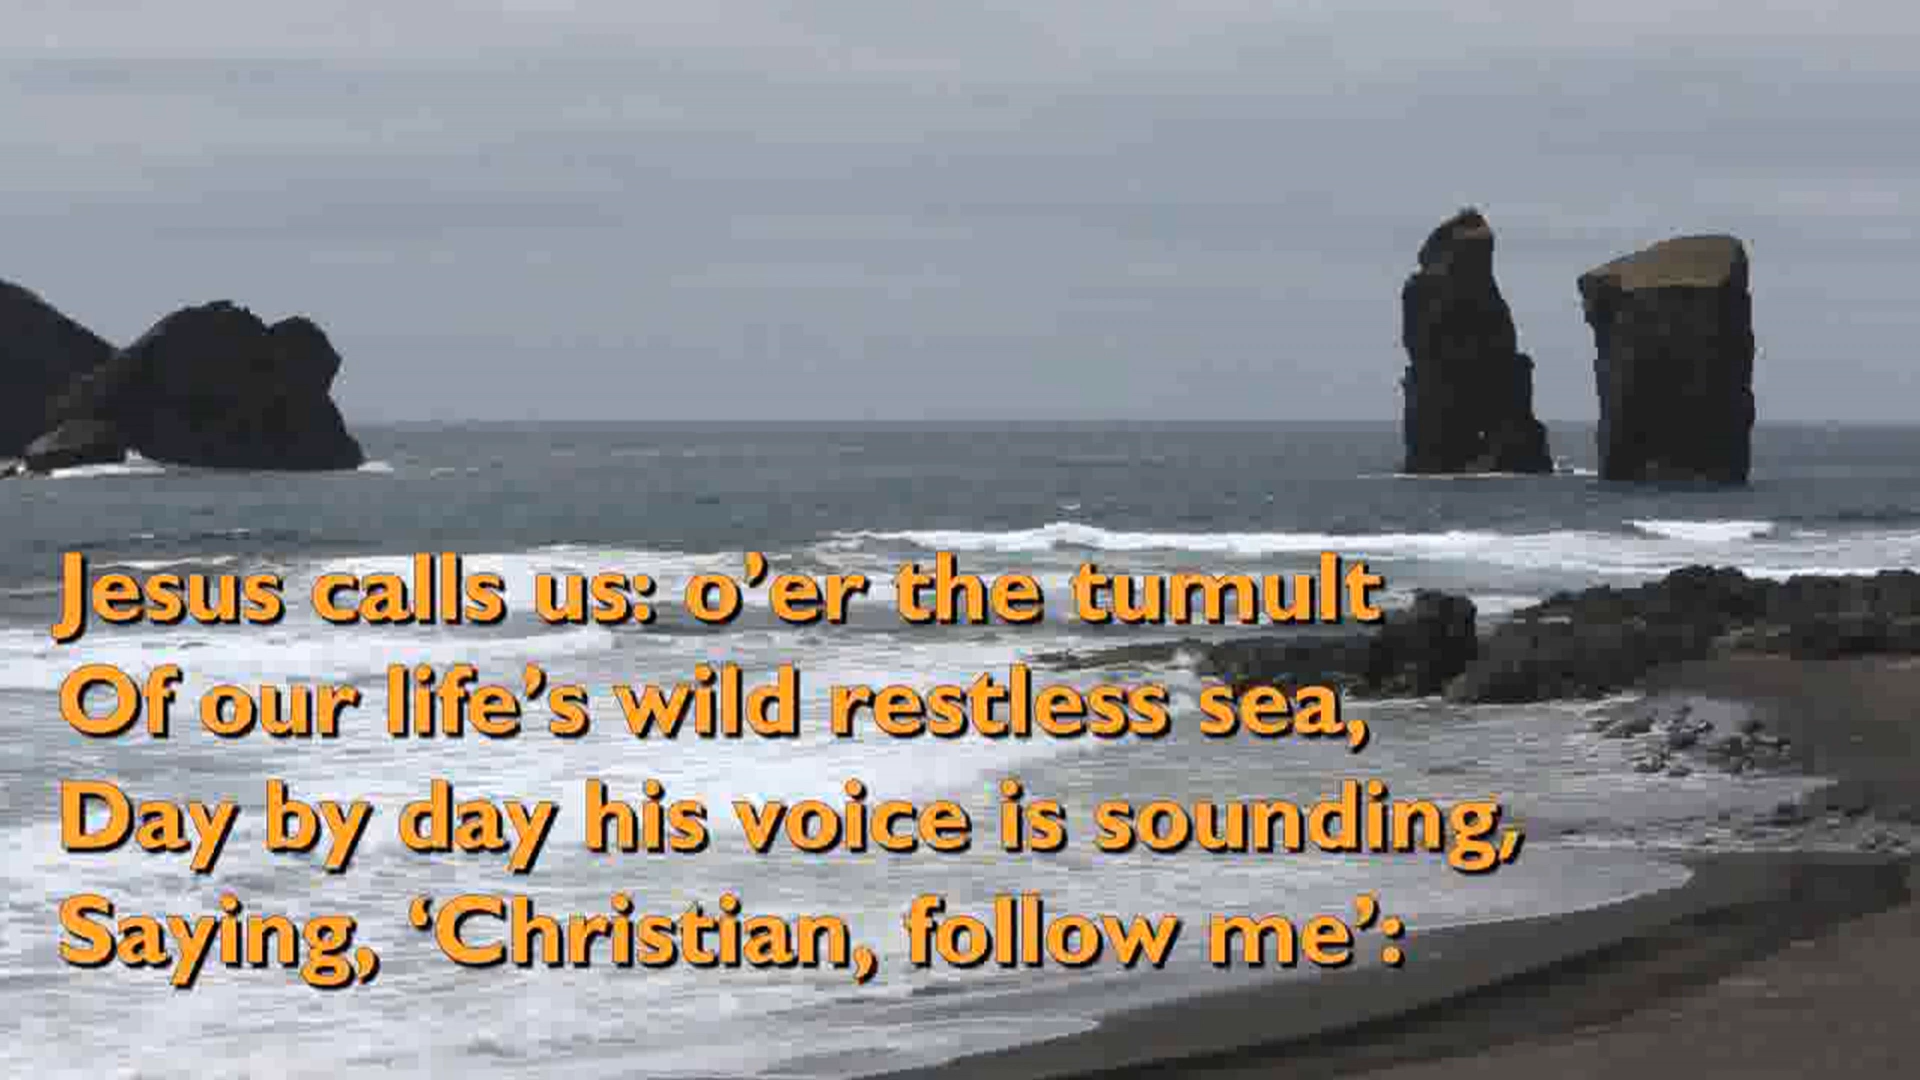 Jesus calls us: o’er the tumult
Of our life’s wild restless sea,
Day by day his voice is sounding,
Saying, ‘Christian, follow me’: